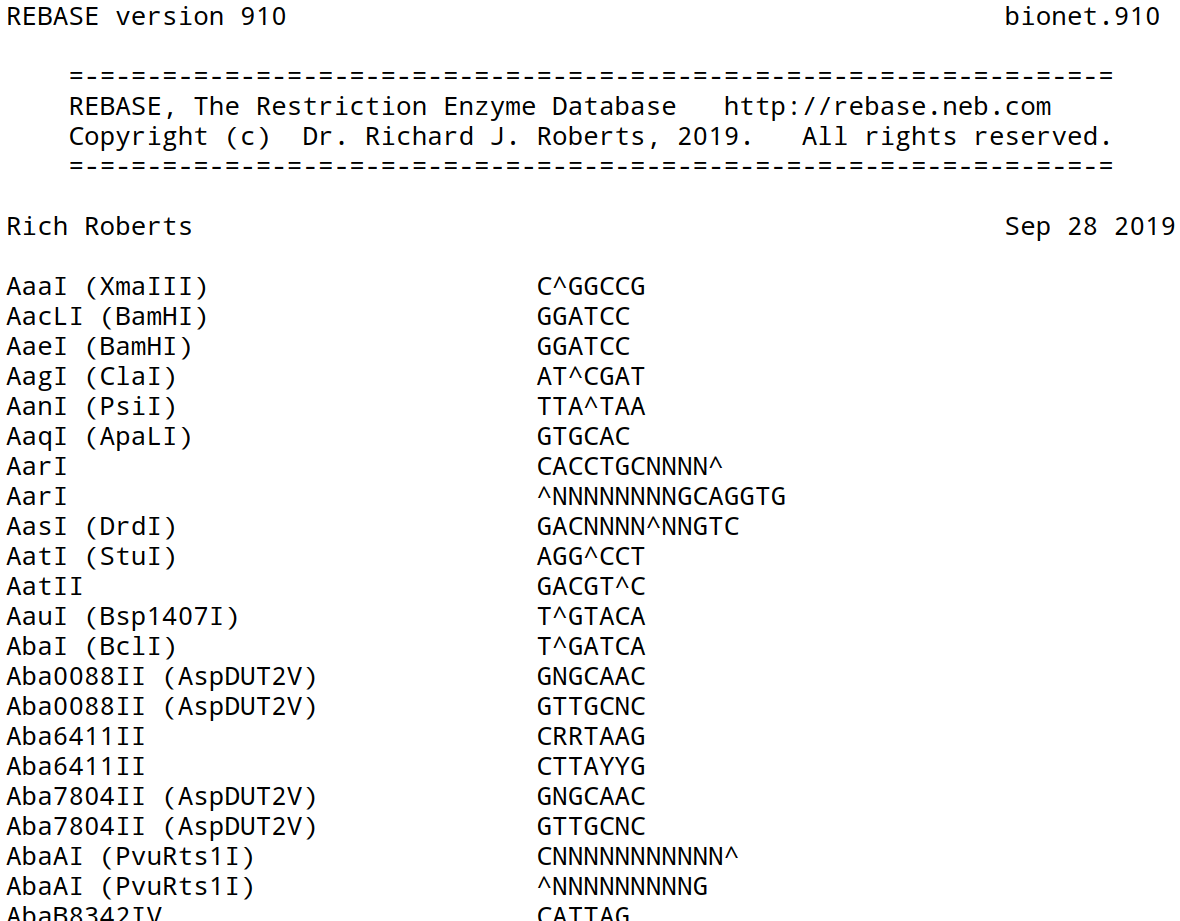 REBASE version 910 bionet.910
=-=-=-=-=-=-=-=-=-=-=-=-=-=-=-=-=-=-=-=-=-=-=-=-=-=-=-=-=-=-=-=-=-=
REBASE, The Restriction Enzyme Database http://rebase.neb.com
Copyright (c) Dr. Richard J. Roberts, 2019. All rights reserved.
=-=-=-=-=-=-=-=-=-=-=-=-=-=-=-=-=-=-=-=-=-=-=-=-=-=-=-=-=-=-=-=-=-=
Rich Roberts Sep 28 2019
AaaI (XmaIII) C^GGCCG
AacLI (BamHI) GGATCC
AaeI (BamHI) GGATCC
AagI (ClaI) AT^CGAT
AanI (PsiI) TTA^TAA
AaqI (ApaLI) GTGCAC
AarI CACCTGCNNNN^
AarI ^NNNNNNNNGCAGGTG
AasI (DrdI) GACNNNN^NNGTC
AatI (StuI) AGG^CCT
AatII GACGT^C
AauI (Bsp1407I) T^GTACA
AbaI (BclI) T^GATCA
Aba0088II (AspDUT2V) GNGCAAC
Aba0088II (AspDUT2V) GTTGCNC
Aba6411II CRRTAAG
Aba6411II CTTAYYG
Aba7804II (AspDUT2V) GNGCAAC
Aba7804II (AspDUT2V) GTTGCNC
AbaAI (PvuRts1I) CNNNNNNNNNNN^
AbaAI (PvuRts1I) ^NNNNNNNNNG
AbaB8342IV CATTAG